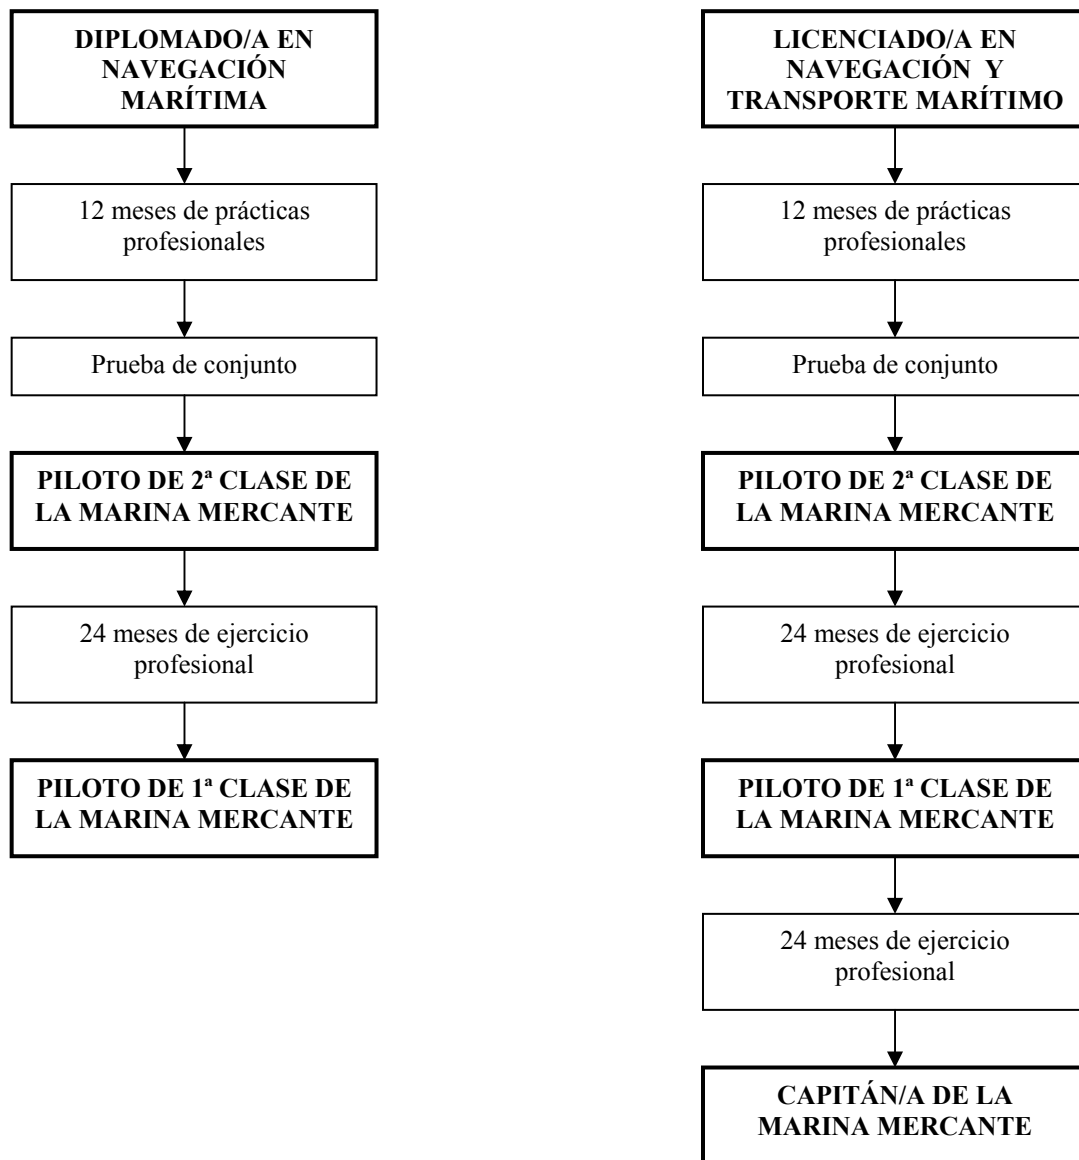 DIPLOMADO/A EN
NAVEGACIÓN
MARÍTIMA
12 meses de prácticas
profesionales
Prueba de conjunto
PILOTO DE 2ª CLASE DE
LA MARINA MERCANTE
24 meses de ejercicio
profesional
PILOTO DE 1ª CLASE DE
LA MARINA MERCANTE
LICENCIADO/A EN
NAVEGACIÓN Y
TRANSPORTE MARÍTIMO
12 meses de prácticas
profesionales
Prueba de conjunto
PILOTO DE 2ª CLASE DE
LA MARINA MERCANTE
24 meses de ejercicio
profesional
PILOTO DE 1ª CLASE DE
LA MARINA MERCANTE
24 meses de ejercicio
profesional
CAPITÁN/A DE LA
MARINA MERCANTE